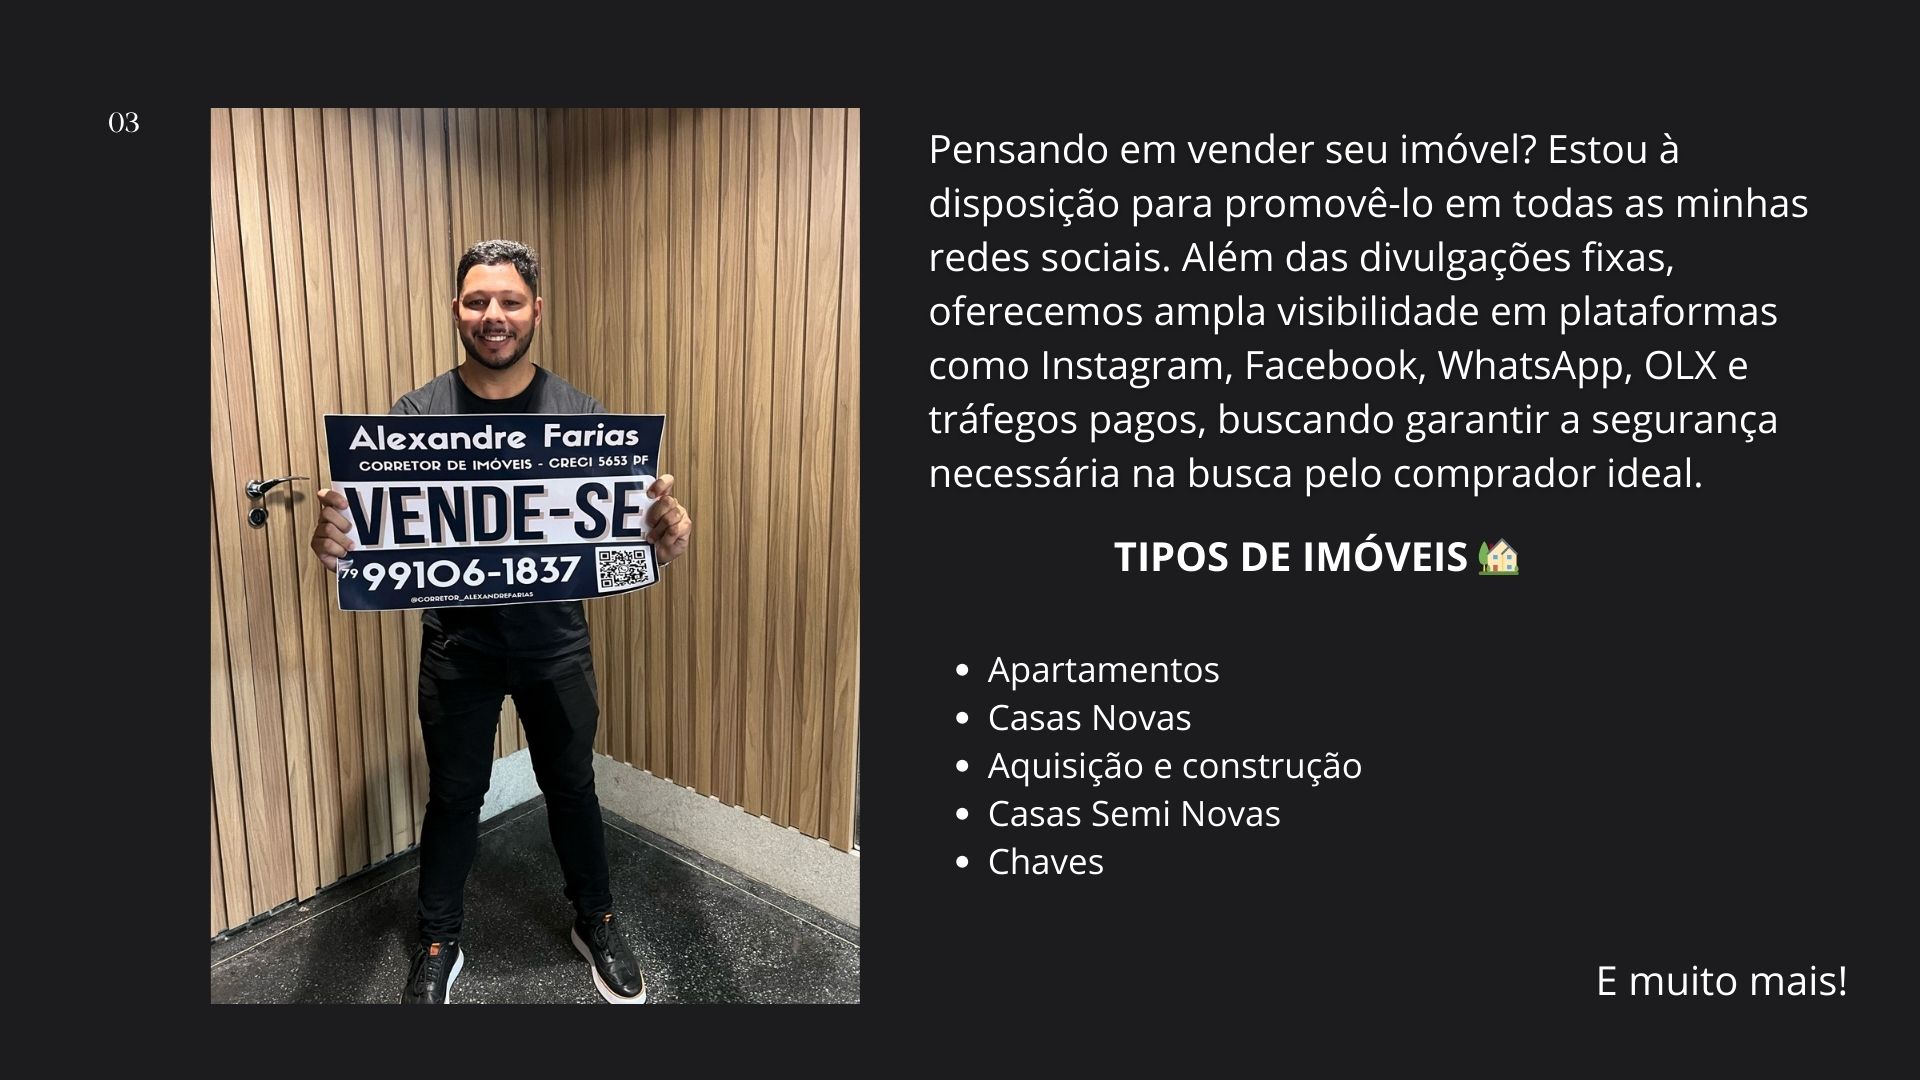 03
Alexandre Farias
CORRETOR DE IMÓVEIS - CRECI 5653 PF
VENDE-SE
79 99106-1837
@CORRETOR_ALEXANDREFARIAS
Pensando em vender seu imóvel? Estou à
disposição para promovê-lo em todas as minhas
redes sociais. Além das divulgações fixas,
oferecemos ampla visibilidade em plataformas
como Instagram, Facebook, WhatsApp, OLX e
tráfegos pagos, buscando garantir a segurança
necessária na busca pelo comprador ideal.
TIPOS DE IMÓVEIS 🏡
• Apartamentos
• Casas Novas
• Aquisição e construção
• Casas Semi Novas
• Chaves
E muito mais!